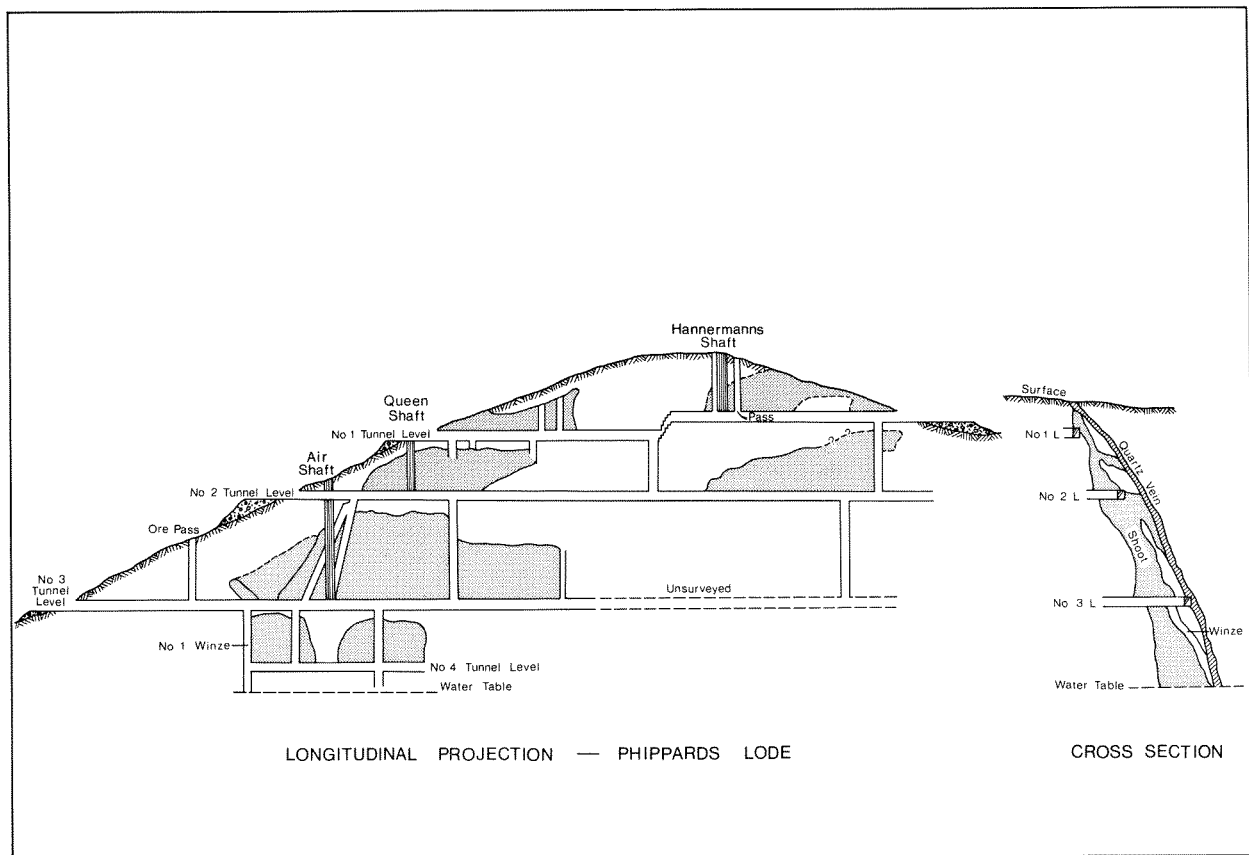 Hannermanns
Shaft
Queen
Shaft
Pass
No 1 Tunnel Level
Air
Shaft
No 2 Tunnel Level
Ore Pass
No 3
Tunnel
Level
Unsurveyed
No 1 Winze
No 4 Tunnel Level
Water Table
Surface
No 1 L
Quartz Vein
No 2 L
Shoot
No 3 L
Winze
Water Table
? ?
LONGITUDINAL PROJECTION — PHIPPARDS LODE
CROSS SECTION